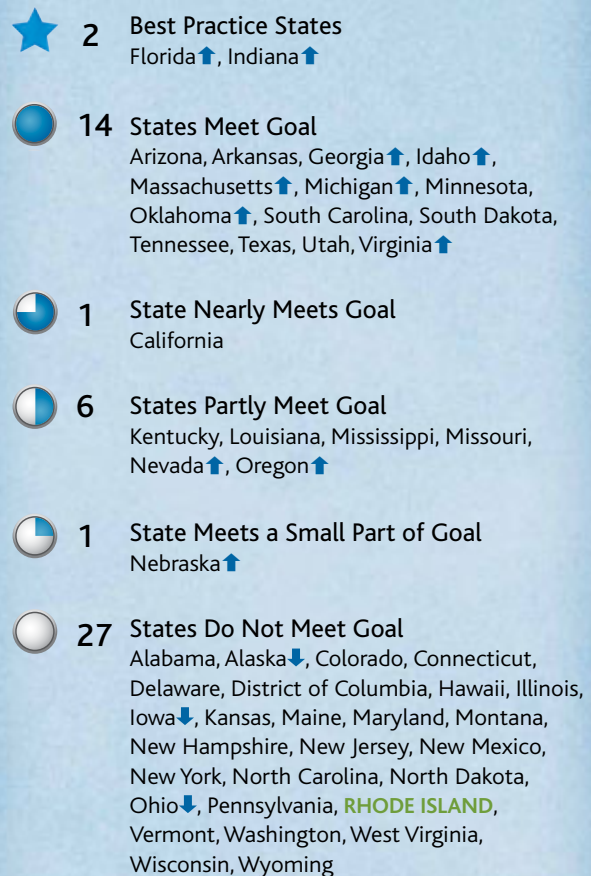 2 Best Practice States
Florida⬆, Indiana⬆
14 States Meet Goal
Arizona, Arkansas, Georgia⬆, Idaho⬆,
Massachusetts⬆, Michigan⬆, Minnesota,
Oklahoma⬆, South Carolina, South Dakota,
Tennessee, Texas, Utah, Virginia⬆
1 State Nearly Meets Goal
California
6 States Partly Meet Goal
Kentucky, Louisiana, Mississippi, Missouri,
Nevada⬆, Oregon⬆
1 State Meets a Small Part of Goal
Nebraska⬆
27 States Do Not Meet Goal
Alabama, Alaska⬇, Colorado, Connecticut,
Delaware, District of Columbia, Hawaii, Illinois,
Iowa⬇, Kansas, Maine, Maryland, Montana,
New Hampshire, New Jersey, New Mexico,
New York, North Carolina, North Dakota,
Ohio⬇, Pennsylvania, RHODE ISLAND,
Vermont, Washington, West Virginia,
Wisconsin, Wyoming